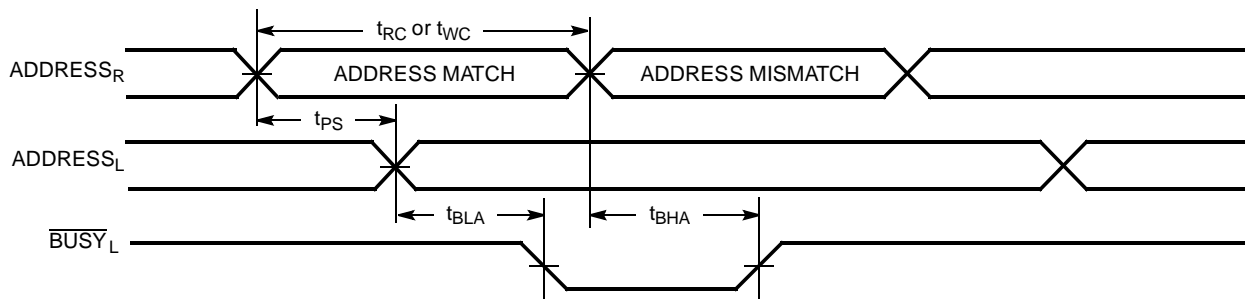 tRC or tWC
ADDRESSR
ADDRESS MATCH
ADDRESS MISMATCH
tPS
ADDRESSL
tBLA
tBHA
BUSYL